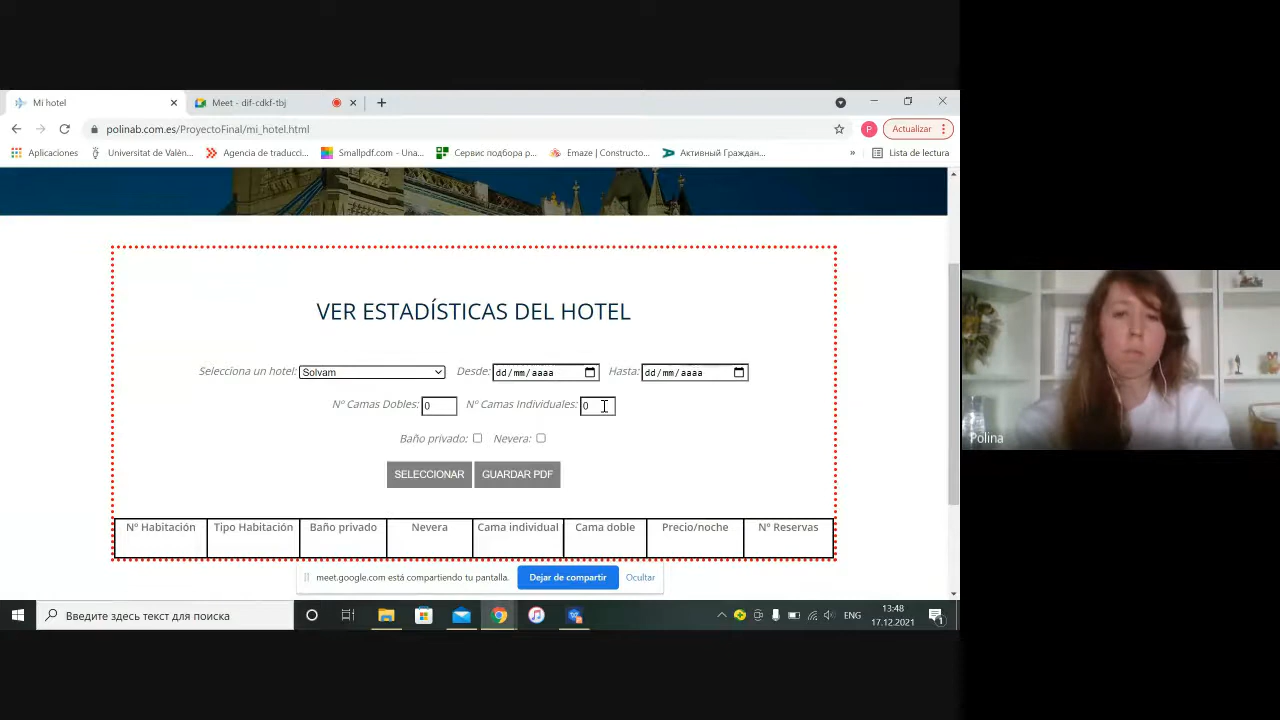 Mi hotel
Meet - dif-cdkf-tbj
polinab.com.es/ProyectoFinal/mi_hotel.html
P
Actualizar
Aplicaciones
Universitat de Valèn...
Agencia de traducci...
Smallpdf.com - Una...
Сервис подбора р...
Emaze | Constructo...
Активный Граждан...
»
Lista de lectura
VER ESTADÍSTICAS DEL HOTEL
Selecciona un hotel: Solvam Desde: dd/mm/aaaa Hasta: dd/mm/aaaa
Nº Camas Dobles: 0 Nº Camas Individuales: 0
Baño privado: Nevera:
SELECCIONAR GUARDAR PDF
Nº Habitación Tipo Habitación Baño privado Nevera Cama individual Cama doble Precio/noche Nº Reservas
meet.google.com está compartiendo tu pantalla. Dejar de compartir Ocultar
Введите здесь текст для поиска
ENG
13:48
17.12.2021
1
Polina